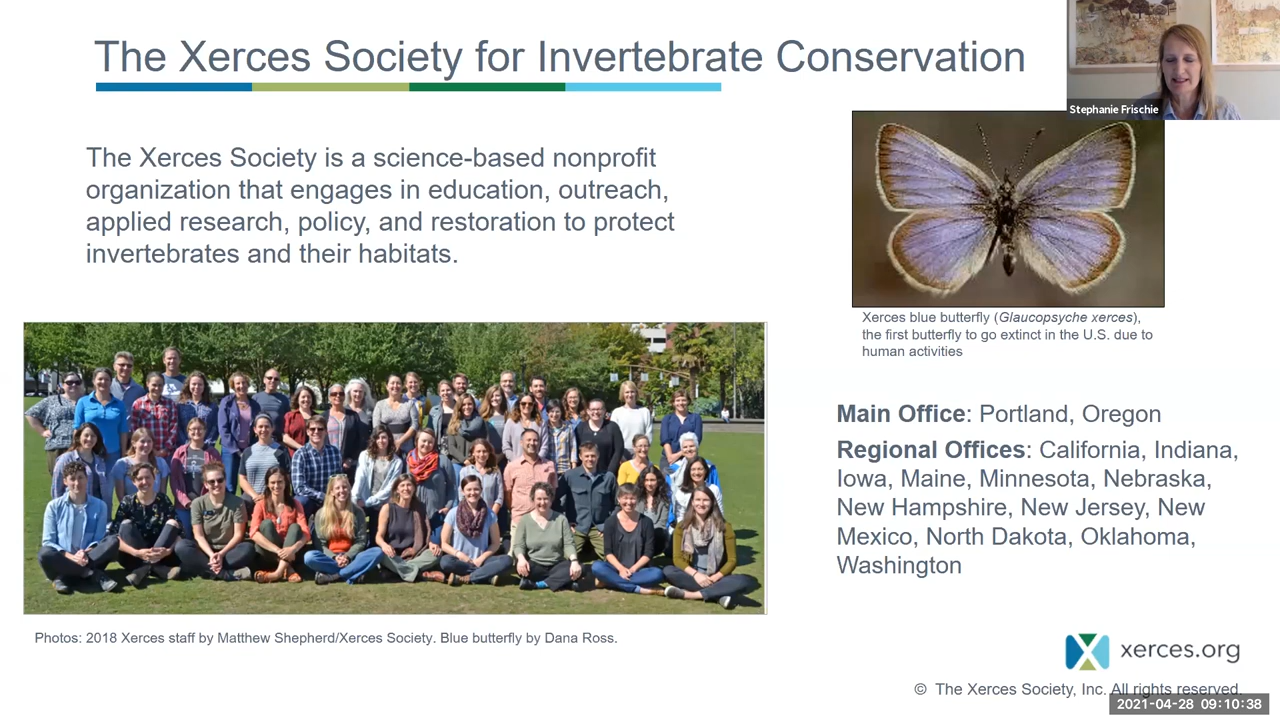 The Xerces Society for Invertebrate Conservation
Stephanie Frischie
The Xerces Society is a science-based nonprofit
organization that engages in education, outreach,
applied research, policy, and restoration to protect
invertebrates and their habitats.
Xerces blue butterfly (Glaucopsyche xerces),
the first butterfly to go extinct in the U.S. due to
human activities
Main Office: Portland, Oregon
Regional Offices: California, Indiana,
Iowa, Maine, Minnesota, Nebraska,
New Hampshire, New Jersey, New
Mexico, North Dakota, Oklahoma,
Washington
Photos: 2018 Xerces staff by Matthew Shepherd/Xerces Society. Blue butterfly by Dana Ross.
xerces.org
© The Xerces Society, Inc. All rights reserved.
2021-04-28 09:10:38